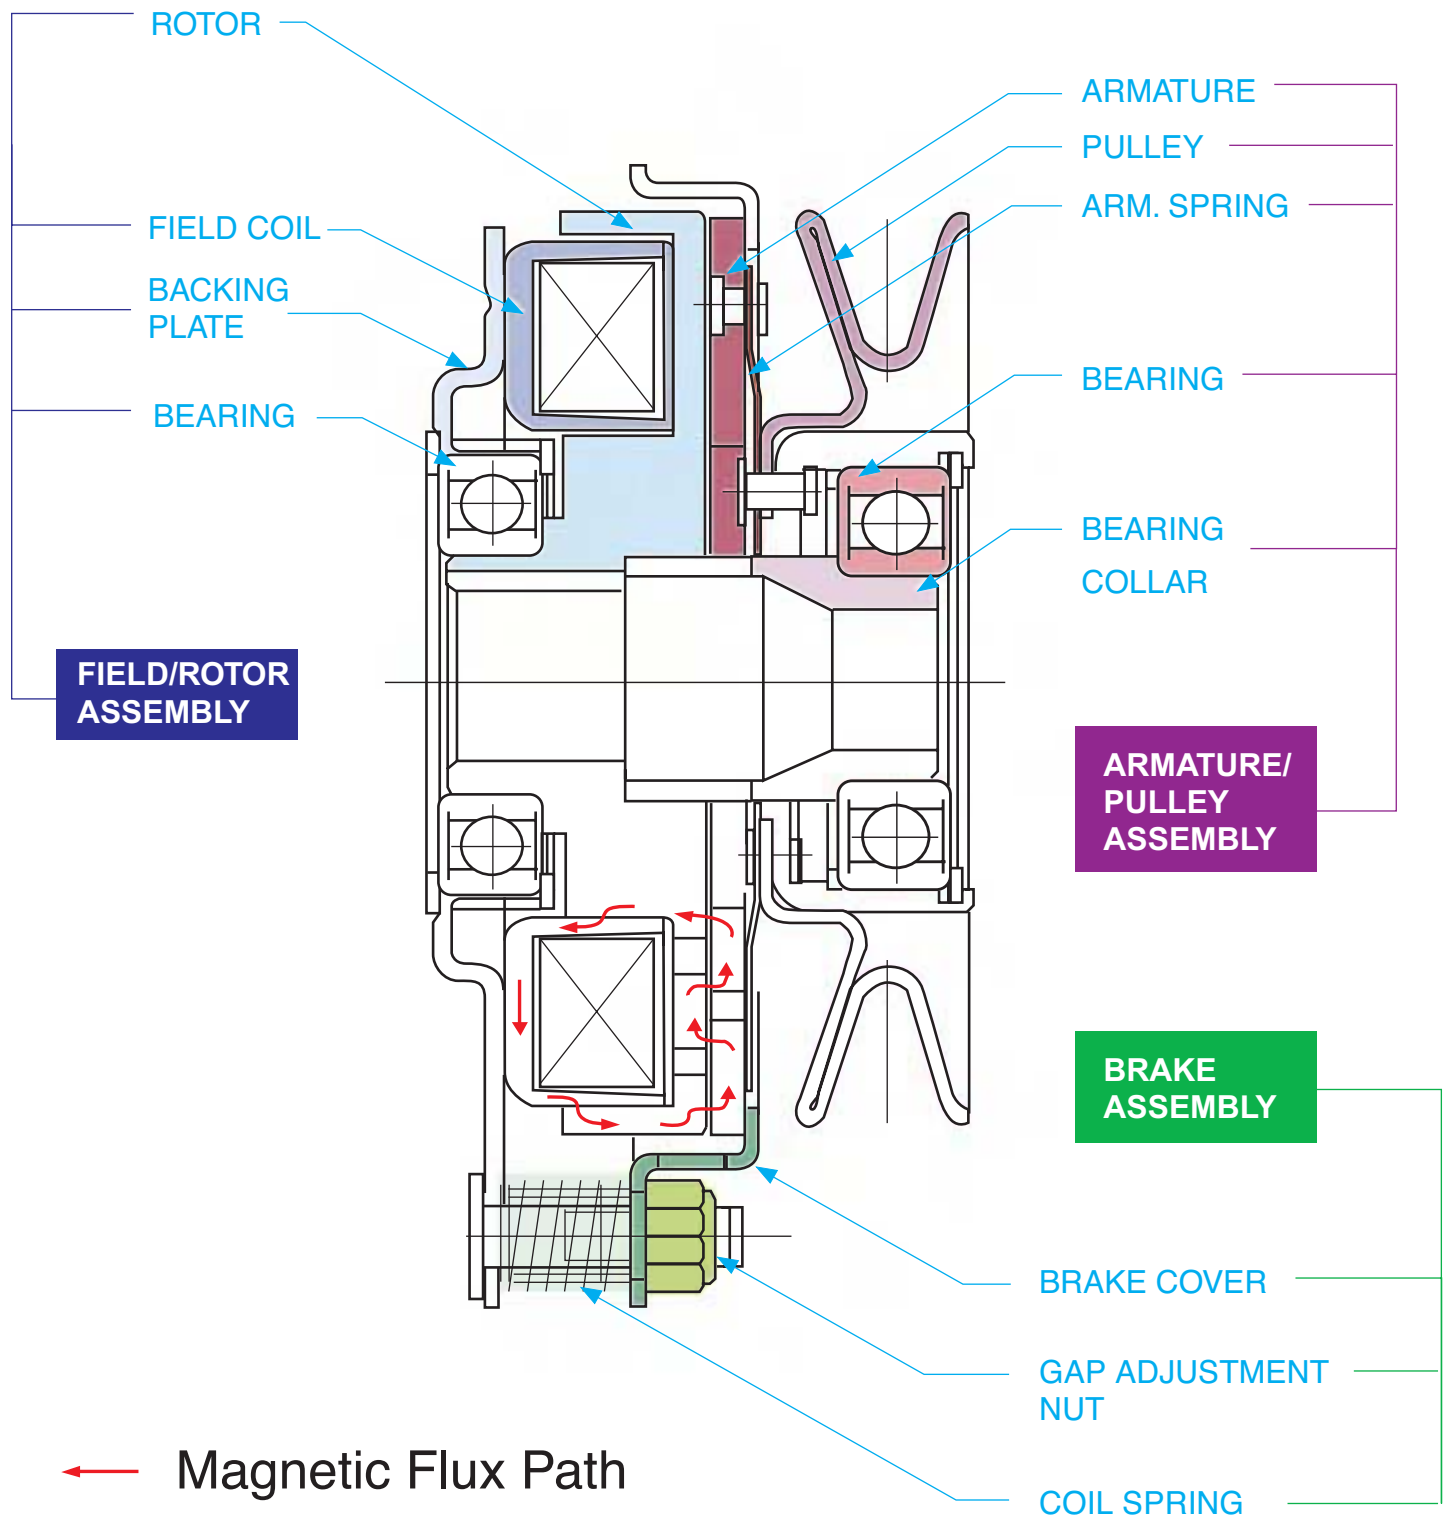 ROTOR
FIELD COIL
BACKING
PLATE
BEARING
FIELD/ROTOR
ASSEMBLY
ARMATURE
PULLEY
ARM. SPRING
BEARING
BEARING
COLLAR
ARMATURE/
PULLEY
ASSEMBLY
BRAKE
ASSEMBLY
BRAKE COVER
GAP ADJUSTMENT
NUT
COIL SPRING
Magnetic Flux Path